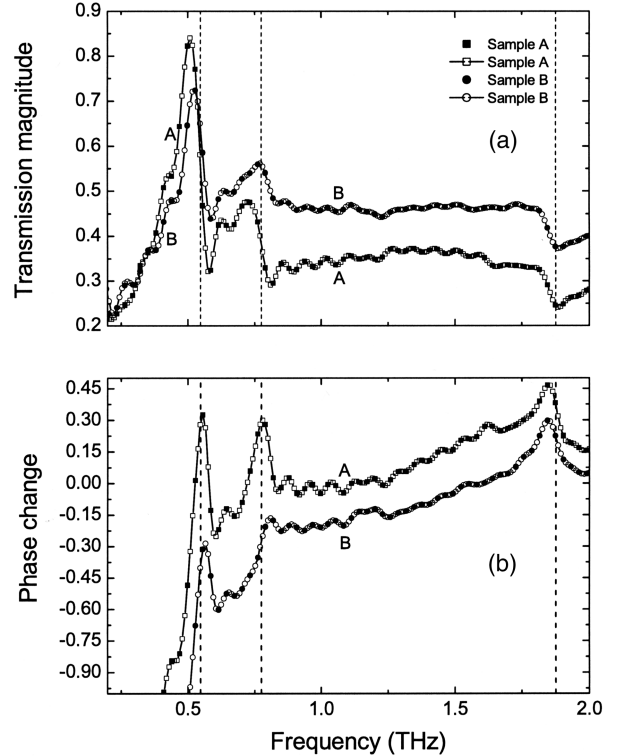 0.9
0.8
0.7
0.6
0.5
0.4
0.3
0.2
Transmission magnitude
Sample A
Sample A
Sample B
Sample B
(a)
A
B
B
A
0.45
0.30
0.15
0.00
-0.15
-0.30
-0.45
-0.60
-0.75
-0.90
Phase change
A
B
(b)
0.5 1.0 1.5 2.0
Frequency (THz)